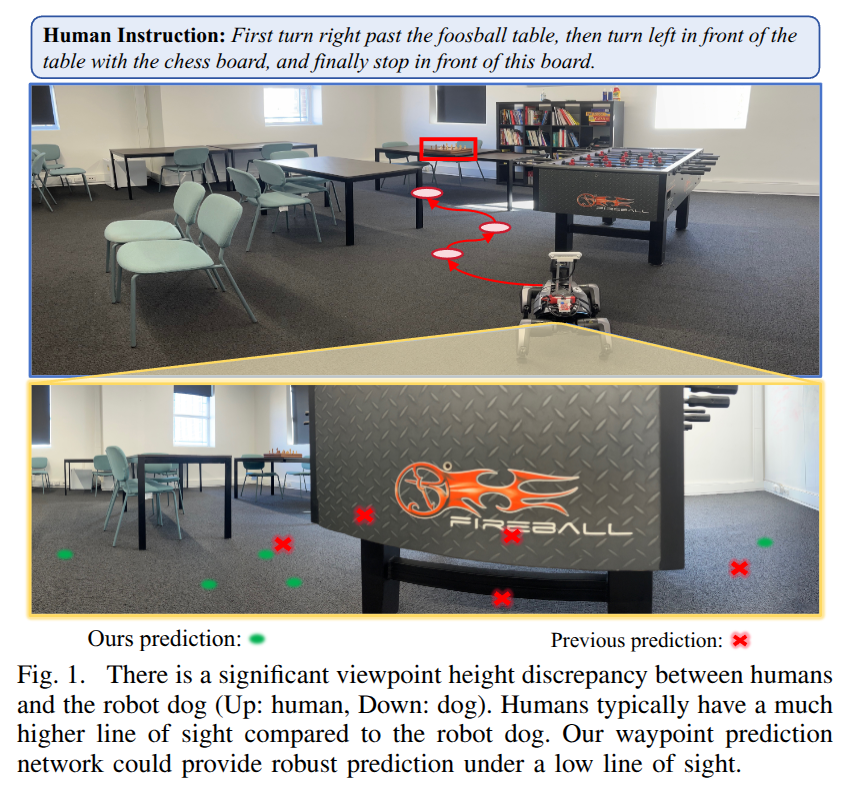 Human Instruction: First turn right past the foosball table, then turn left in front of the
table with the chess board, and finally stop in front of this board.
FIREBALL
FIREBALL
Ours prediction:
Previous prediction:
Fig. 1. There is a significant viewpoint height discrepancy between humans
and the robot dog (Up: human, Down: dog). Humans typically have a much
higher line of sight compared to the robot dog. Our waypoint prediction
network could provide robust prediction under a low line of sight.